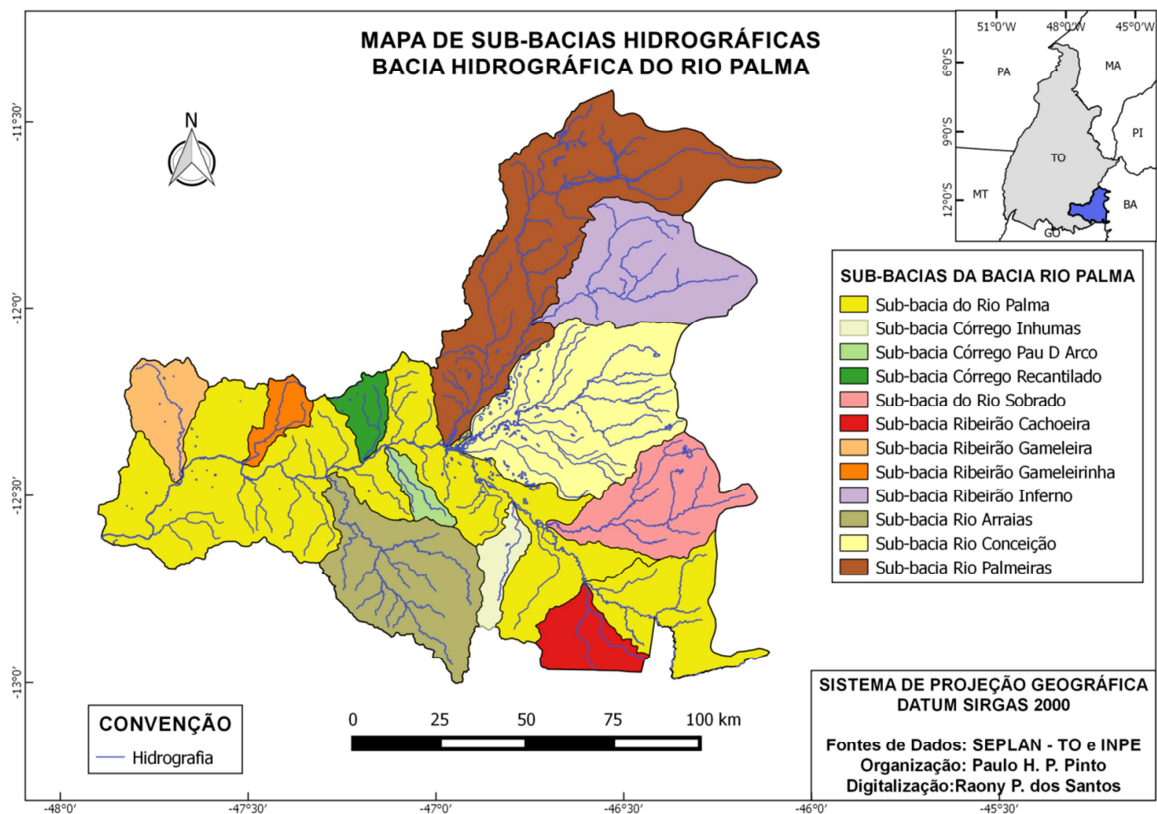 MAPA DE SUB-BACIAS HIDROGRÁFICAS
BACIA HIDROGRÁFICA DO RIO PALMA
51°0'W 48°0'W 45°0'W
6°0'S
9°0'S
12°0'S
PA
MA
PI
TO
MT
BA
GO
N
-11°30'
-12°0'
-12°30'
-13°0'
SUB-BACIAS DA BACIA RIO PALMA
Sub-bacia do Rio Palma
Sub-bacia Córrego Inhumas
Sub-bacia Córrego Pau D Arco
Sub-bacia Córrego Recantilado
Sub-bacia do Rio Sobrado
Sub-bacia Ribeirão Cachoeira
Sub-bacia Ribeirão Gameleira
Sub-bacia Ribeirão Gameleirinha
Sub-bacia Ribeirão Inferno
Sub-bacia Rio Arraias
Sub-bacia Rio Conceição
Sub-bacia Rio Palmeiras
CONVENÇÃO
Hidrografia
0 25 50 75 100 km
SISTEMA DE PROJEÇÃO GEOGRÁFICA
DATUM SIRGAS 2000
Fontes de Dados: SEPLAN - TO e INPE
Organização: Paulo H. P. Pinto
Digitalização:Raony P. dos Santos
-48°0' -47°30' -47°0' -46°30' -46°0' -45°30'